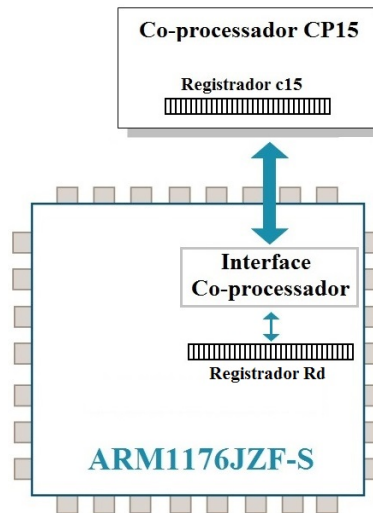 Co-processador CP15
Registrador c15
Interface
Co-processador
Registrador Rd
ARM1176JZF-S